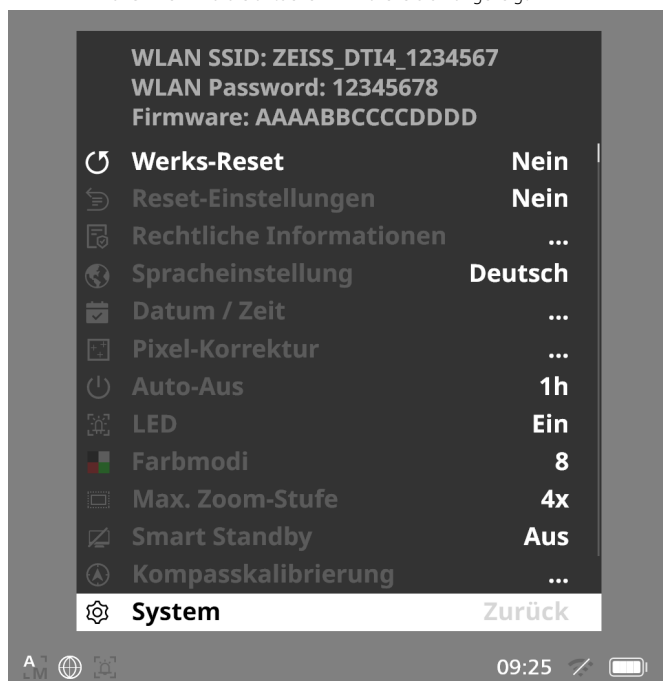 WLAN SSID: ZEISS_DTI4_1234567
WLAN Password: 12345678
Firmware: AAAABBCCCCDDDD
Werks-Reset Nein
Reset-Einstellungen Nein
Rechtliche Informationen ...
Spracheinstellung Deutsch
Datum / Zeit ...
Pixel-Korrektur ...
Auto-Aus 1h
LED Ein
Farbmodi 8
Max. Zoom-Stufe 4x
Smart Standby Aus
Kompasskalibrierung ...
System Zurück
A M 09:25